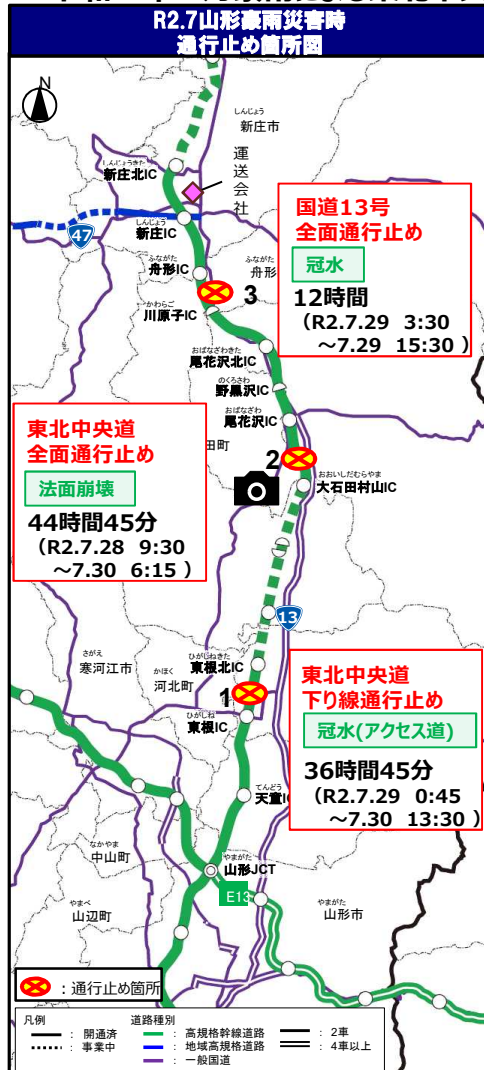 R2.7山形豪雨災害時
通行止め箇所図
N
しんじょう
新庄市
しんじょうきた
新庄北IC
運送会社
47
しんじょう
新庄IC
ふながた
舟形IC
ふながた
舟形
3
かわらご
川原子IC
国道13号
全面通行止め
冠水
12時間
(R2.7.29 3:30
~7.29 15:30 )
おばなざわきた
尾花沢北IC
のくろさわ
野黒沢IC
おばなざわ
尾花沢IC
田町
2
おおいしだむらやま
大石田村山IC
東北中央道
全面通行止め
法面崩壊
44時間45分
(R2.7.28 9:30
~7.30 6:15 )
13
さがえ
寒河江市
かほく
河北町
ひがしねきた
東根北IC
1
ひがしね
東根IC
東北中央道
下り線通行止め
冠水(アクセス道)
36時間45分
(R2.7.29 0:45
~7.30 13:30 )
てんどう
天童I
なかやま
中山町
やまがた
山形JCT
E13
やまべ
山辺町
やまがた
山形市
:通行止め箇所
凡例
道路種別
: 開通済
: 高規格幹線道路
: 2車
: 事業中
: 地域高規格道路
: 4車以上
: 一般国道